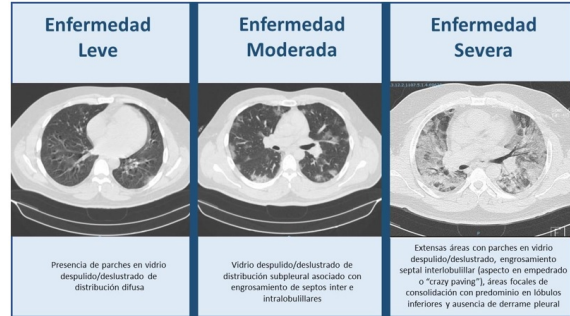 Enfermedad
Leve
Enfermedad
Moderada
Enfermedad
Severa
Presencia de parches en vidrio
despulido/deslustrado de
distribución difusa
Vidrio despulido/deslustrado de
distribución subpleural asociado con
engrosamiento de septos inter e
intralobulillares
Extensas áreas con parches en vidrio
despulido/deslustrado, engrosamiento
septal interlobulillar (aspecto en empedrado
o "crazy paving"), áreas focales de
consolidación con predominio en lóbulos
inferiores y ausencia de derrame pleural